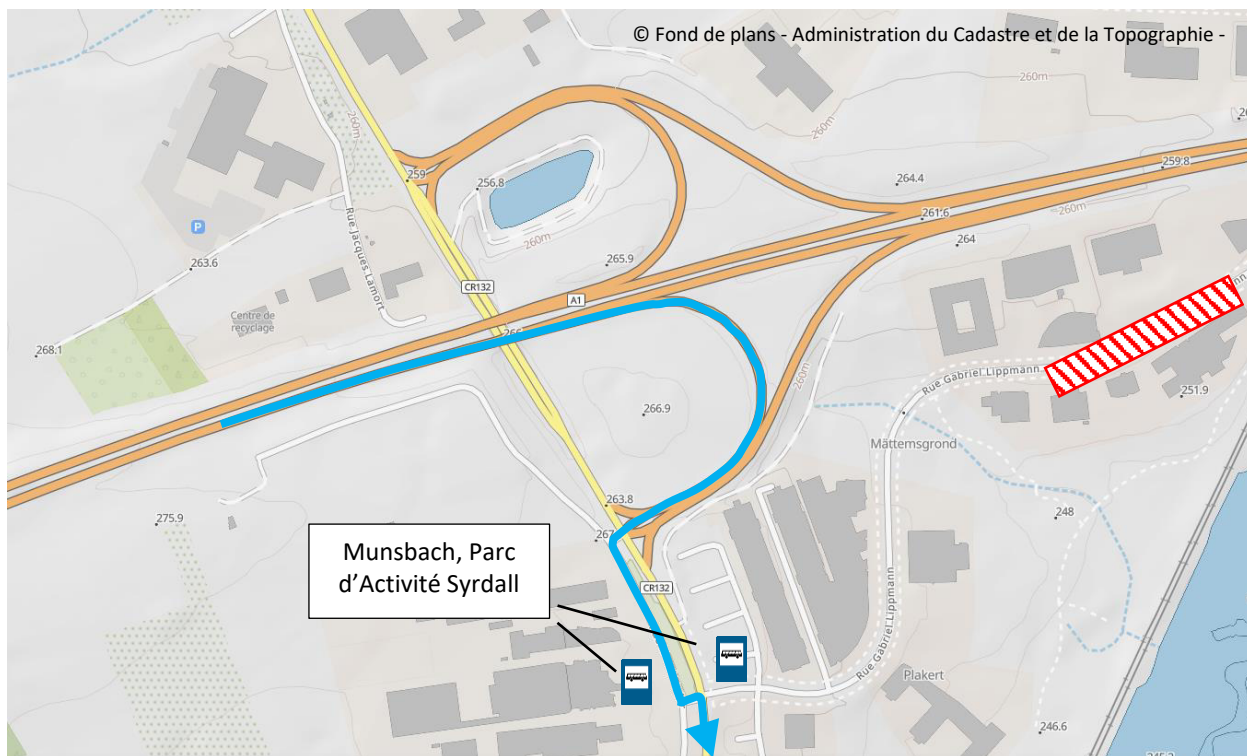 © Fond de plans - Administration du Cadastre et de la Topographie -
260m
260m
260m
260m
259
256.8
264.4
259.8
261.6
260m
264
P
263.6
Rue Jacques Lamort
260m
265.9
CR132
A1
Centre de
recyclage
268.1
260m
Rue Gabriel Lippmann
251.9
266.9
Mätternsgrond
263.8
275.9
248
Munsbach, Parc
d’Activité Syrdall
CR132
Rue Gabriel Lippmann
Plakert
246.6